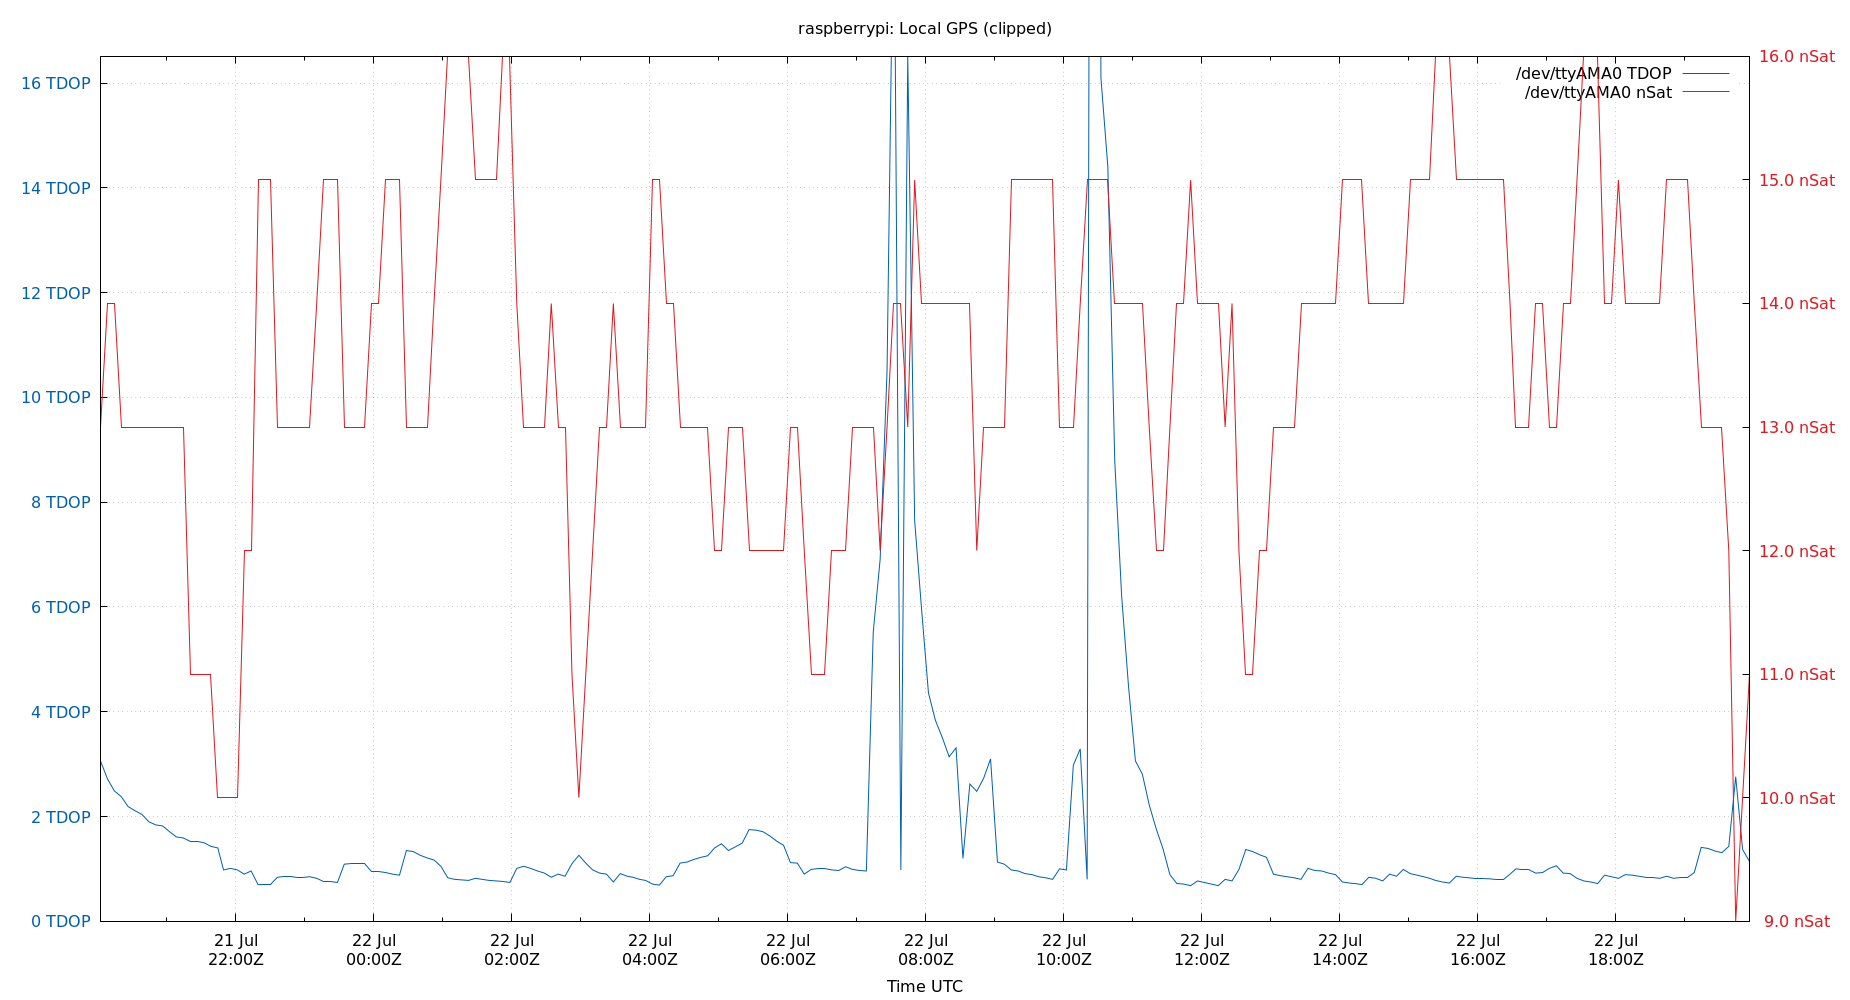 raspberrypi: Local GPS (clipped)
16 TDOP
14 TDOP
12 TDOP
10 TDOP
8 TDOP
6 TDOP
4 TDOP
2 TDOP
0 TDOP
/dev/ttyAMA0 TDOP
/dev/ttyAMA0 nSat
16.0 nSat
15.0 nSat
14.0 nSat
13.0 nSat
12.0 nSat
11.0 nSat
10.0 nSat
9.0 nSat
21 Jul 22 Jul 22 Jul 22 Jul 22 Jul 22 Jul 22 Jul 22 Jul 22 Jul 22 Jul 22 Jul
22:00Z 00:00Z 02:00Z 04:00Z 06:00Z 08:00Z 10:00Z 12:00Z 14:00Z 16:00Z 18:00Z
Time UTC